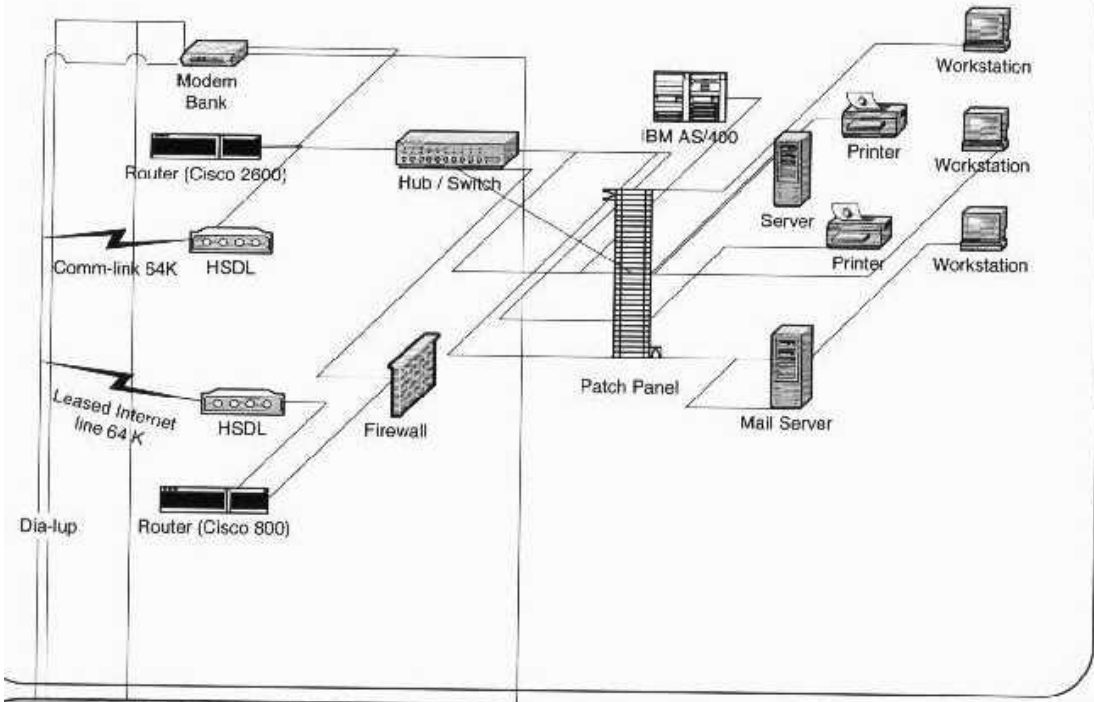 Modem
Bank
Router (Cisco 2600)
Hub / Switch
IBM AS/400
Printer
Workstation
Workstation
Server
Printer
Workstation
Comm-link 64K
HSDL
Leased Internet
line 64 K
HSDL
Firewall
Patch Panel
Mail Server
Dia-lup
Router (Cisco 800)